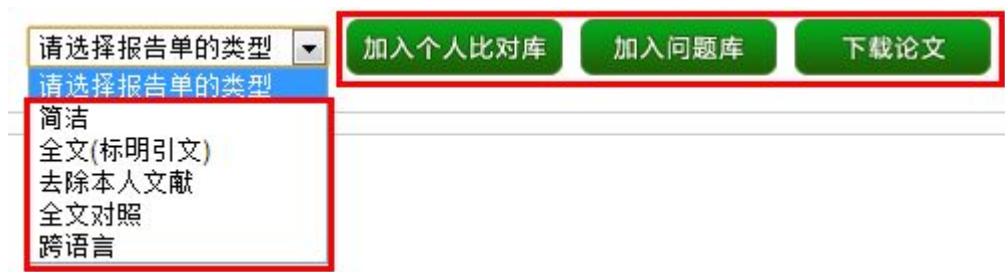 请选择报告单的类型
加入个人比对库
加入问题库
下载论文
请选择报告单的类型
简洁
全文(标明引文)
去除本人文献
全文对照
跨语言